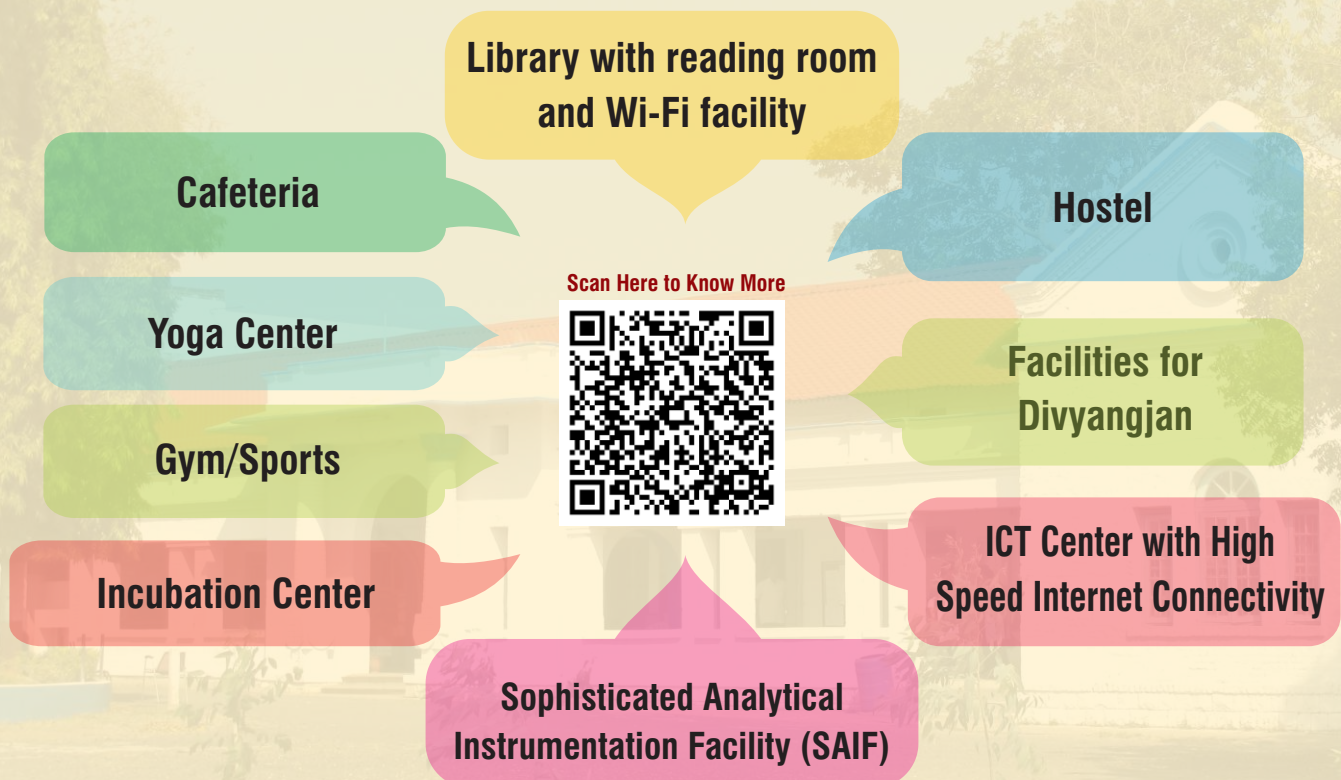 Library with reading room
and Wi-Fi facility
Cafeteria
Hostel
Scan Here to Know More
Yoga Center
Facilities for
Divyangjan
Gym/Sports
ICT Center with High
Speed Internet Connectivity
Incubation Center
Sophisticated Analytical
Instrumentation Facility (SAIF)